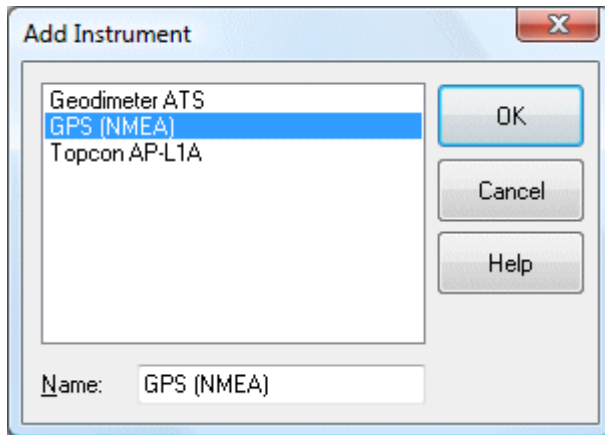 Add Instrument
Geodimeter ATS
GPS (NMEA)
Topcon AP-L1A
OK
Cancel
Help
Name: GPS (NMEA)